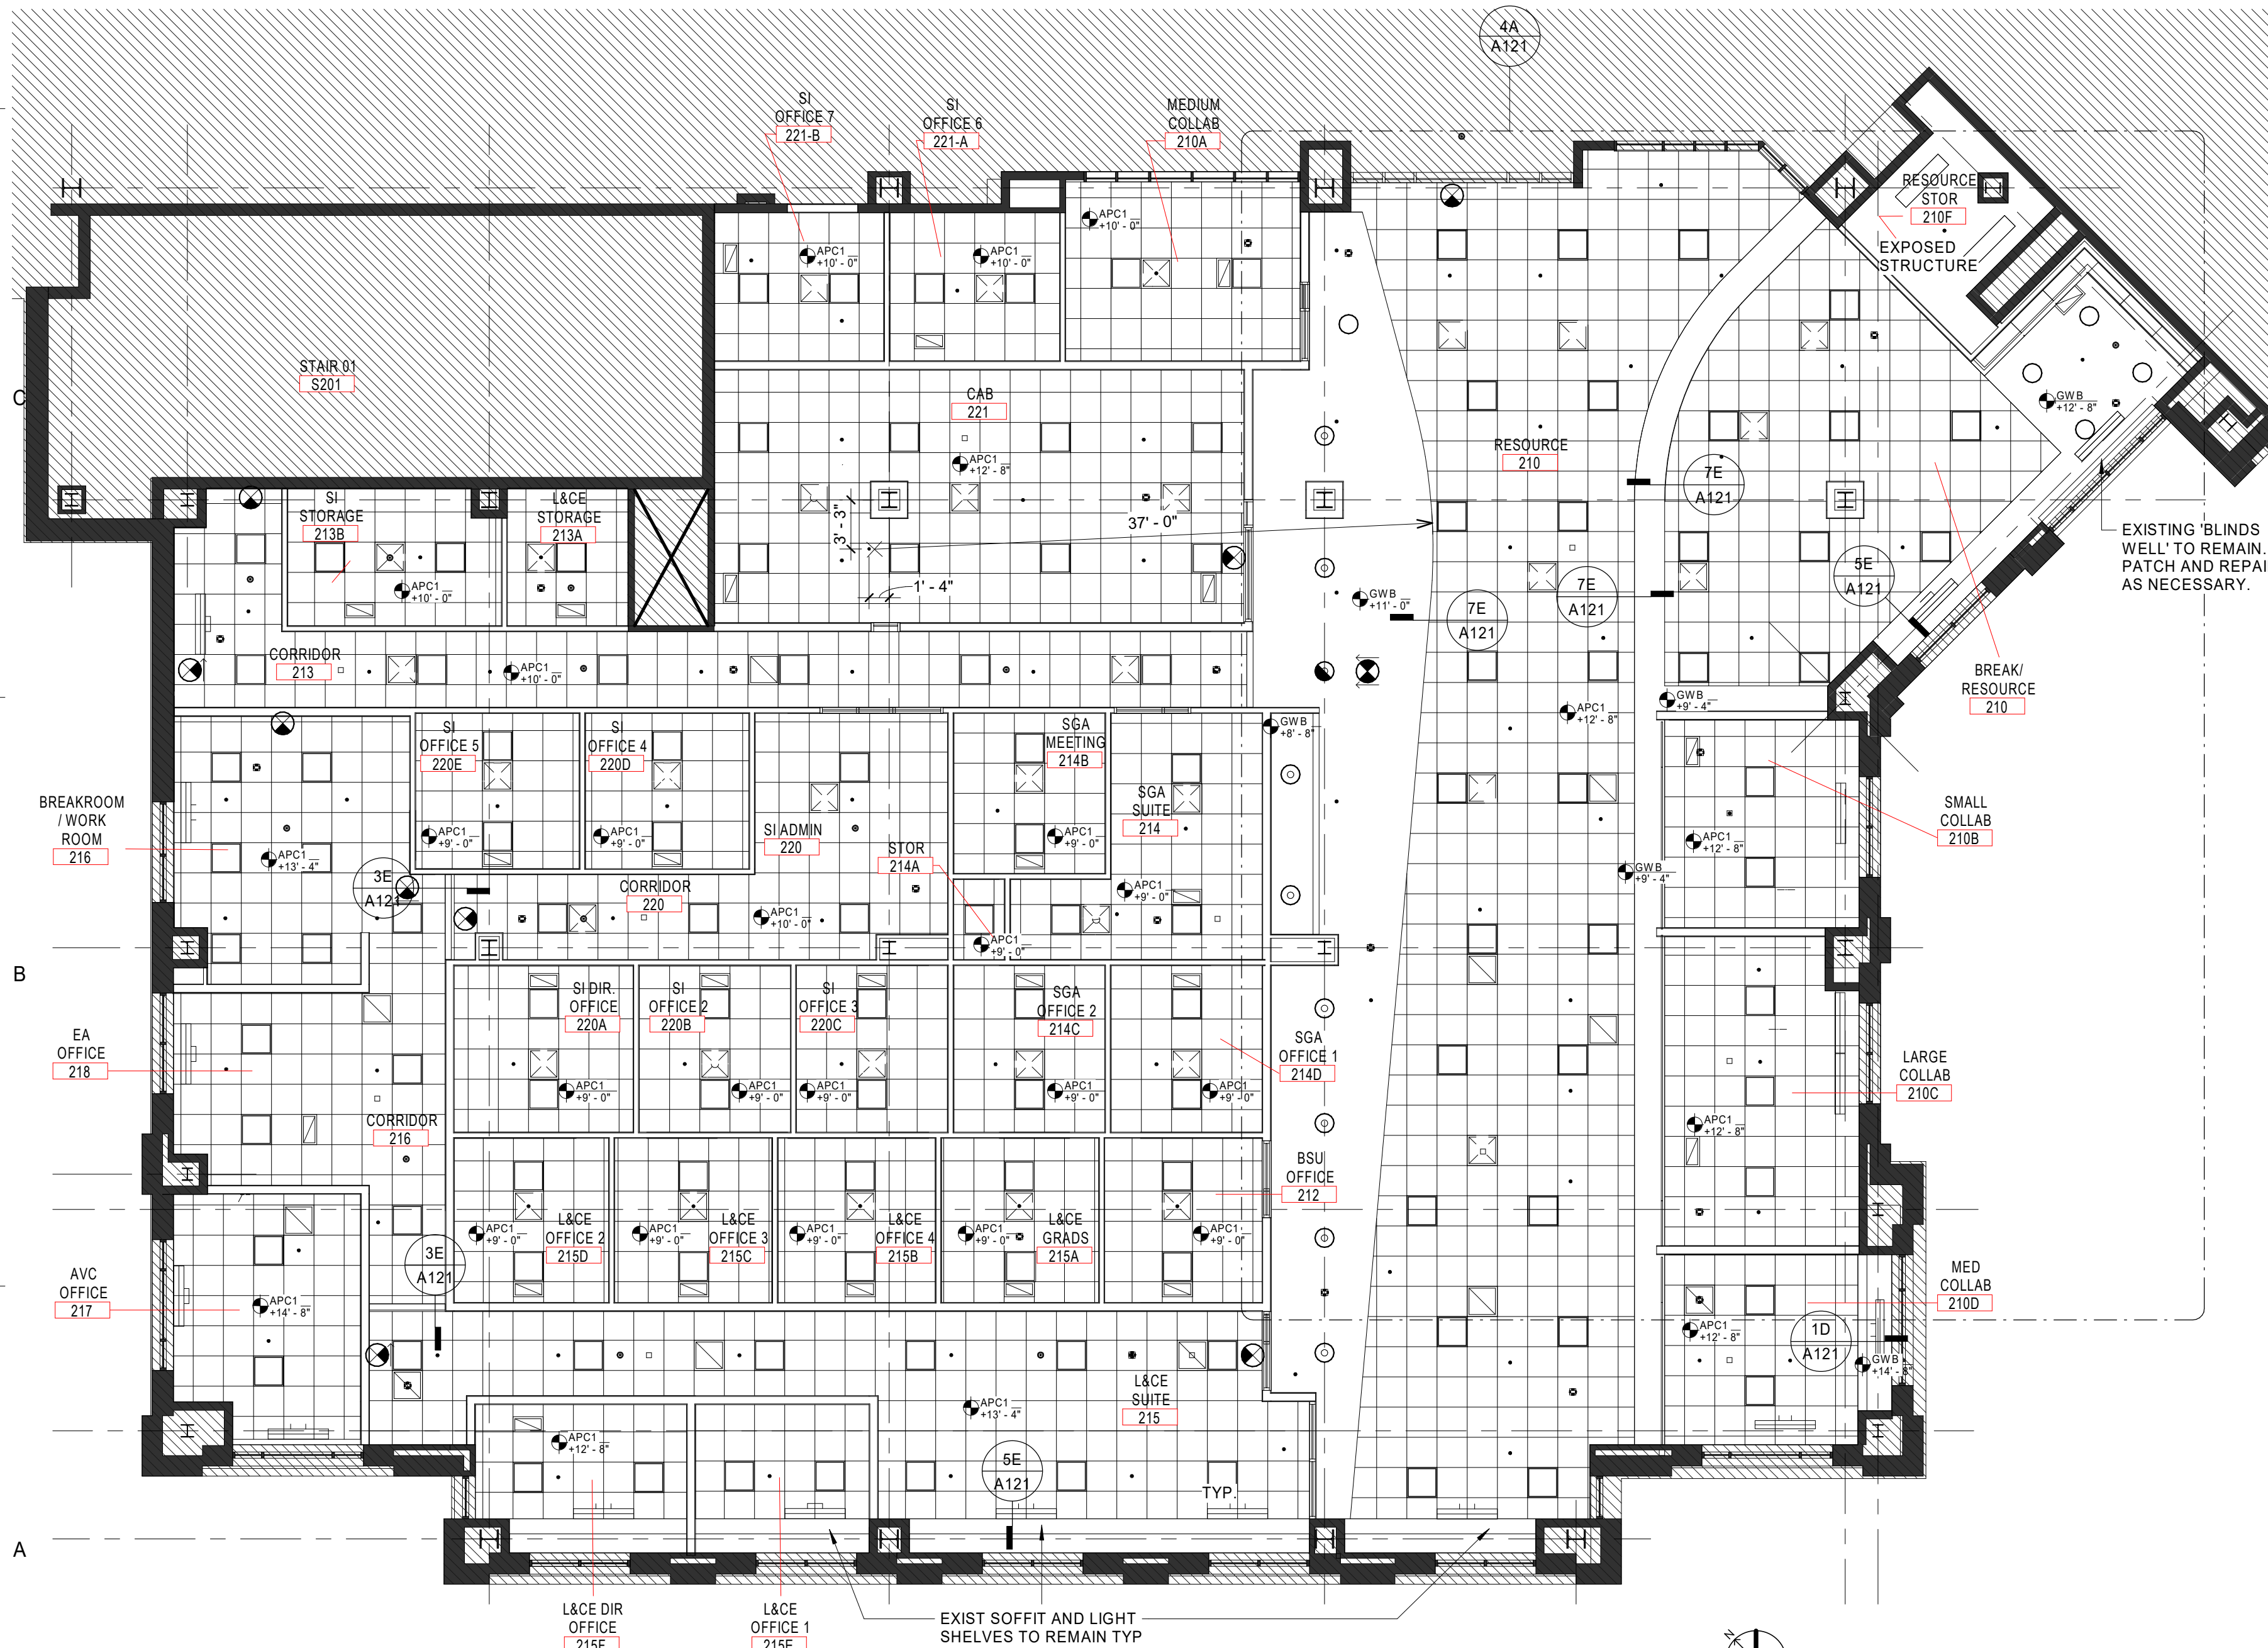 4A
A121
SI
OFFICE 7
221-B
SI
OFFICE 6
221-A
MEDIUM
COLLAB
210A
APC1
+10' - 0"
APC1
+10' - 0"
APC1
+10' - 0"
RESOURCE
STOR
210F
EXPOSED
STRUCTURE
STAIR 01
S201
C
CAB
221
APC1
+12' - 8"
GWB
+12' - 8"
RESOURCE
210
7E
A121
SI
STORAGE
213B
L&CE
STORAGE
213A
3' - 3"
37' - 0"
1' - 4"
APC1
+10' - 0"
EXISTING 'BLINDS
WELL' TO REMAIN.
PATCH AND REPAI
AS NECESSARY.
5E
A121
7E
A121
7E
A121
GWB
+11' - 0"
CORRIDOR
213
APC1
+10' - 0"
BREAK/
RESOURCE
210
GWB
+9' - 4"
APC1
+12' - 8"
GWB
+8' - 8"
SI
OFFICE 5
220E
SI
OFFICE 4
220D
SGA
MEETING
214B
SGA
SUITE
214
SI ADMIN
220
STOR
214A
APC1
+9' - 0"
APC1
+9' - 0"
APC1
+9' - 0"
BREAKROOM
/ WORK
ROOM
216
APC1
+13' - 4"
SMALL
COLLAB
210B
APC1
+12' - 8"
GWB
+9' - 4"
3E
A121
CORRIDOR
220
APC1
+10' - 0"
APC1
+9' - 0"
APC1
+9' - 0"
B
SI DIR.
OFFICE
220A
SI
OFFICE 2
220B
SI
OFFICE 3
220C
SGA
OFFICE 2
214C
SGA
OFFICE 1
214D
APC1
+9' - 0"
APC1
+9' - 0"
APC1
+9' - 0"
APC1
+9' - 0"
APC1
+9' - 0"
EA
OFFICE
218
LARGE
COLLAB
210C
APC1
+12' - 8"
CORRIDOR
216
BSU
OFFICE
212
APC1
+9' - 0"
L&CE
OFFICE 2
215D
APC1
+9' - 0"
L&CE
OFFICE 3
215C
APC1
+9' - 0"
L&CE
OFFICE 4
215B
APC1
+9' - 0"
L&CE
GRADS
215A
APC1
+9' - 0"
3E
A121
AVC
OFFICE
217
APC1
+14' - 8"
MED
COLLAB
210D
APC1
+12' - 8"
1D
A121
GWB
+14' - 8"
L&CE
SUITE
215
APC1
+13' - 4"
APC1
+12' - 8"
5E
A121
TYP.
A
L&CE DIR
OFFICE
L&CE
OFFICE 1
EXIST SOFFIT AND LIGHT
SHELVES TO REMAIN TYP
N